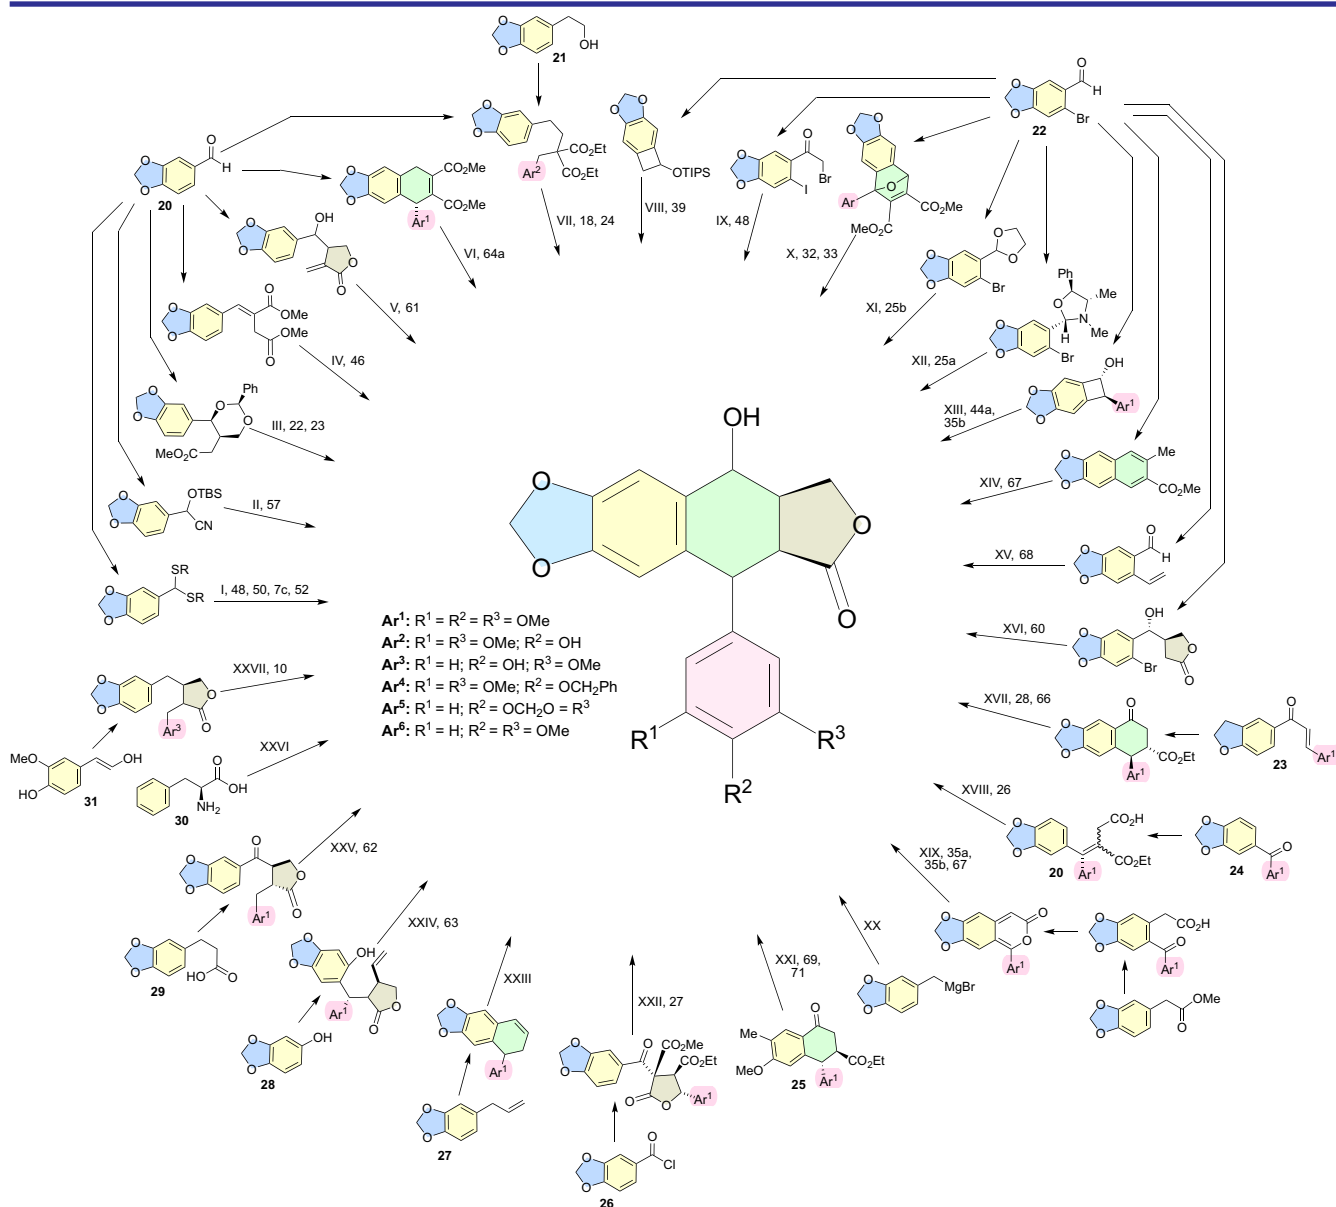 21
OH
O
H
20
O
H
Br
22
CO₂Et
CO₂Et
Ar²
VII, 18, 24
OTIPS
VIII, 39
O
Br
I
IX, 48
O
Ar
CO₂Me
MeO₂C
X, 32, 33
CO₂Me
CO₂Me
Ar¹
VI, 64a
OH
O
O
V, 61
O
OMe
OMe
O
IV, 46
O
O
Br
XI, 25b
Ph
Me
O
N
Me
H
Br
XII, 25a
Ph
O
O
MeO₂C
III, 22, 23
OH
Ar¹
XIII, 44a,
35b
OTBS
CN
II, 57
Me
CO₂Me
XIV, 67
SR
SR
I, 48, 50, 7c, 52
O
H
XV, 68
OH
O
O
O
O
Ar¹: R¹ = R² = R³ = OMe
Ar²: R¹ = R³ = OMe; R² = OH
Ar³: R¹ = H; R² = OH; R³ = OMe
Ar⁴: R¹ = R³ = OMe; R² = OCH₂Ph
Ar⁵: R¹ = H; R² = OCH₂O = R³
Ar⁶: R¹ = H; R² = R³ = OMe
R¹
R³
R²
OH
Br
O
O
XVI, 60
XXVII, 10
O
O
Ar³
O
CO₂Et
Ar¹
XVII, 28, 66
O
Ar¹
23
MeO
HO
OH
31
O
OH
NH₂
30
XXVI
CO₂H
CO₂Et
Ar¹
20
XVIII, 26
O
Ar¹
24
O
O
O
Ar¹
XXV, 62
O
HO
29
O
O
Ar¹
XIX, 35a,
35b, 67
CO₂H
O
Ar¹
OMe
O
OH
O
O
Ar¹
XXIV, 63
OH
28
Ar¹
XXIII
27
O
CO₂Me
CO₂Et
O
O
Ar¹
XXII, 27
O
Cl
26
Me
MeO
O
CO₂Et
Ar¹
25
XXI, 69,
71
MgBr
XX